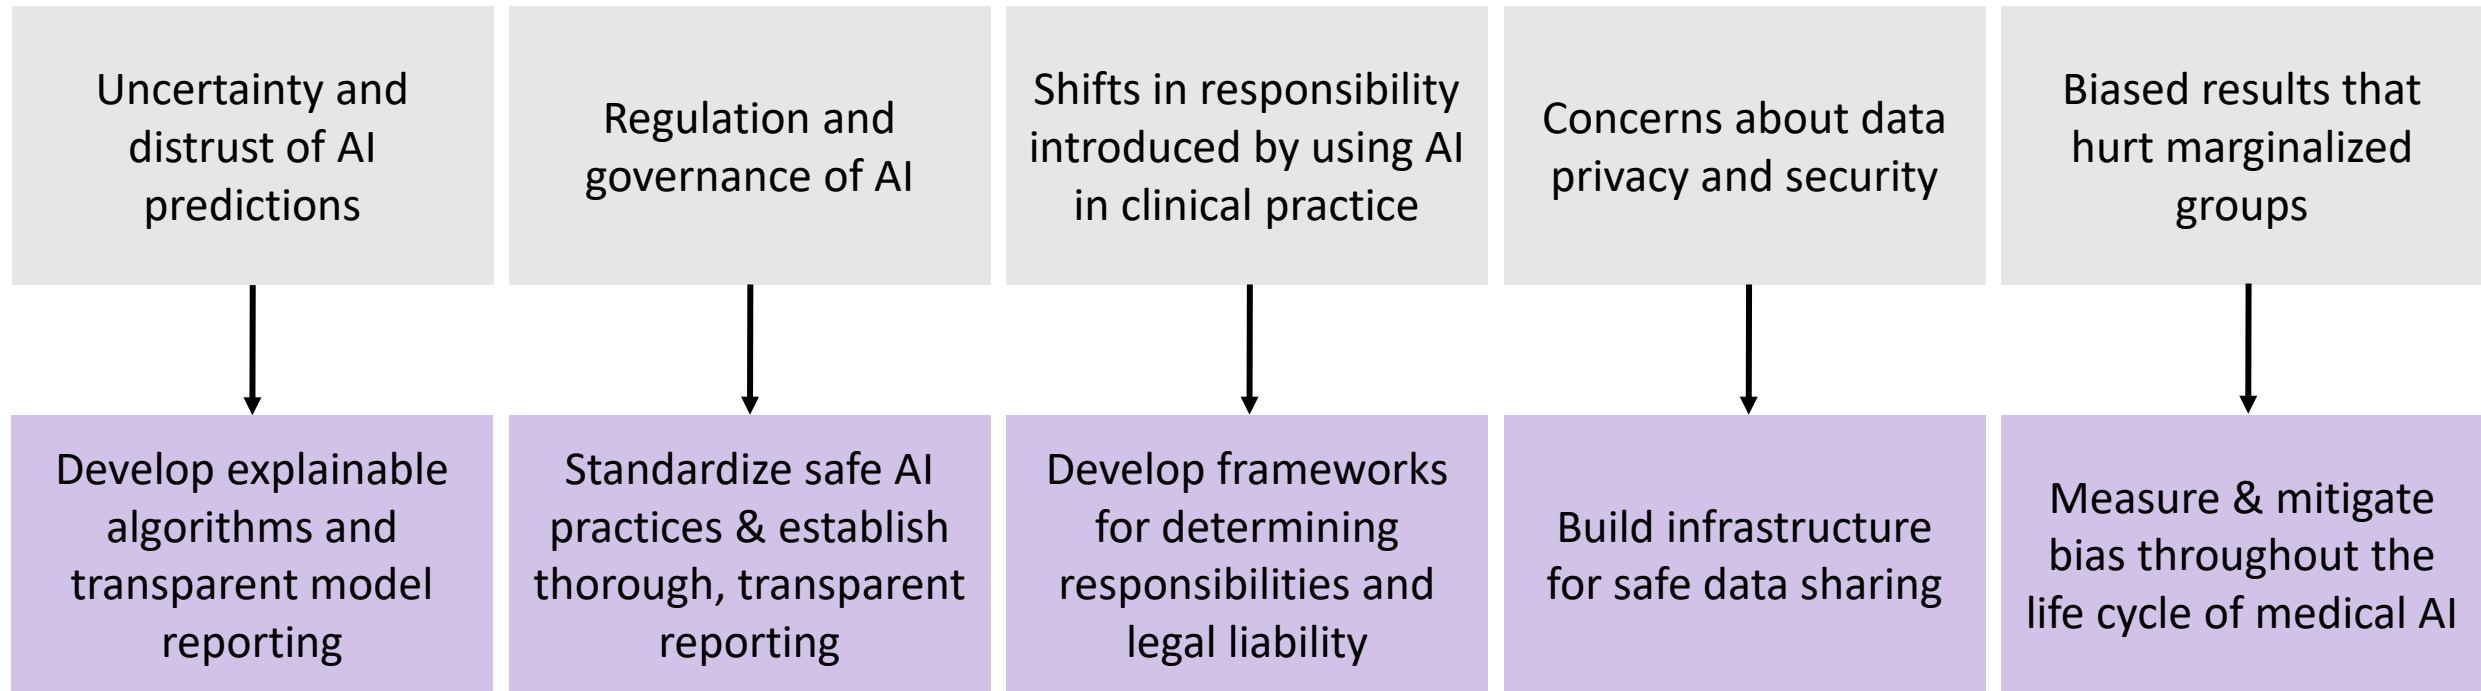 Uncertainty and
distrust of AI
predictions
Regulation and
governance of AI
Shifts in responsibility
introduced by using AI
in clinical practice
Concerns about data
privacy and security
Biased results that
hurt marginalized
groups
Develop explainable
algorithms and
transparent model
reporting
Standardize safe AI
practices & establish
thorough, transparent
reporting
Develop frameworks
for determining
responsibilities and
legal liability
Build infrastructure
for safe data sharing
Measure & mitigate
bias throughout the
life cycle of medical AI